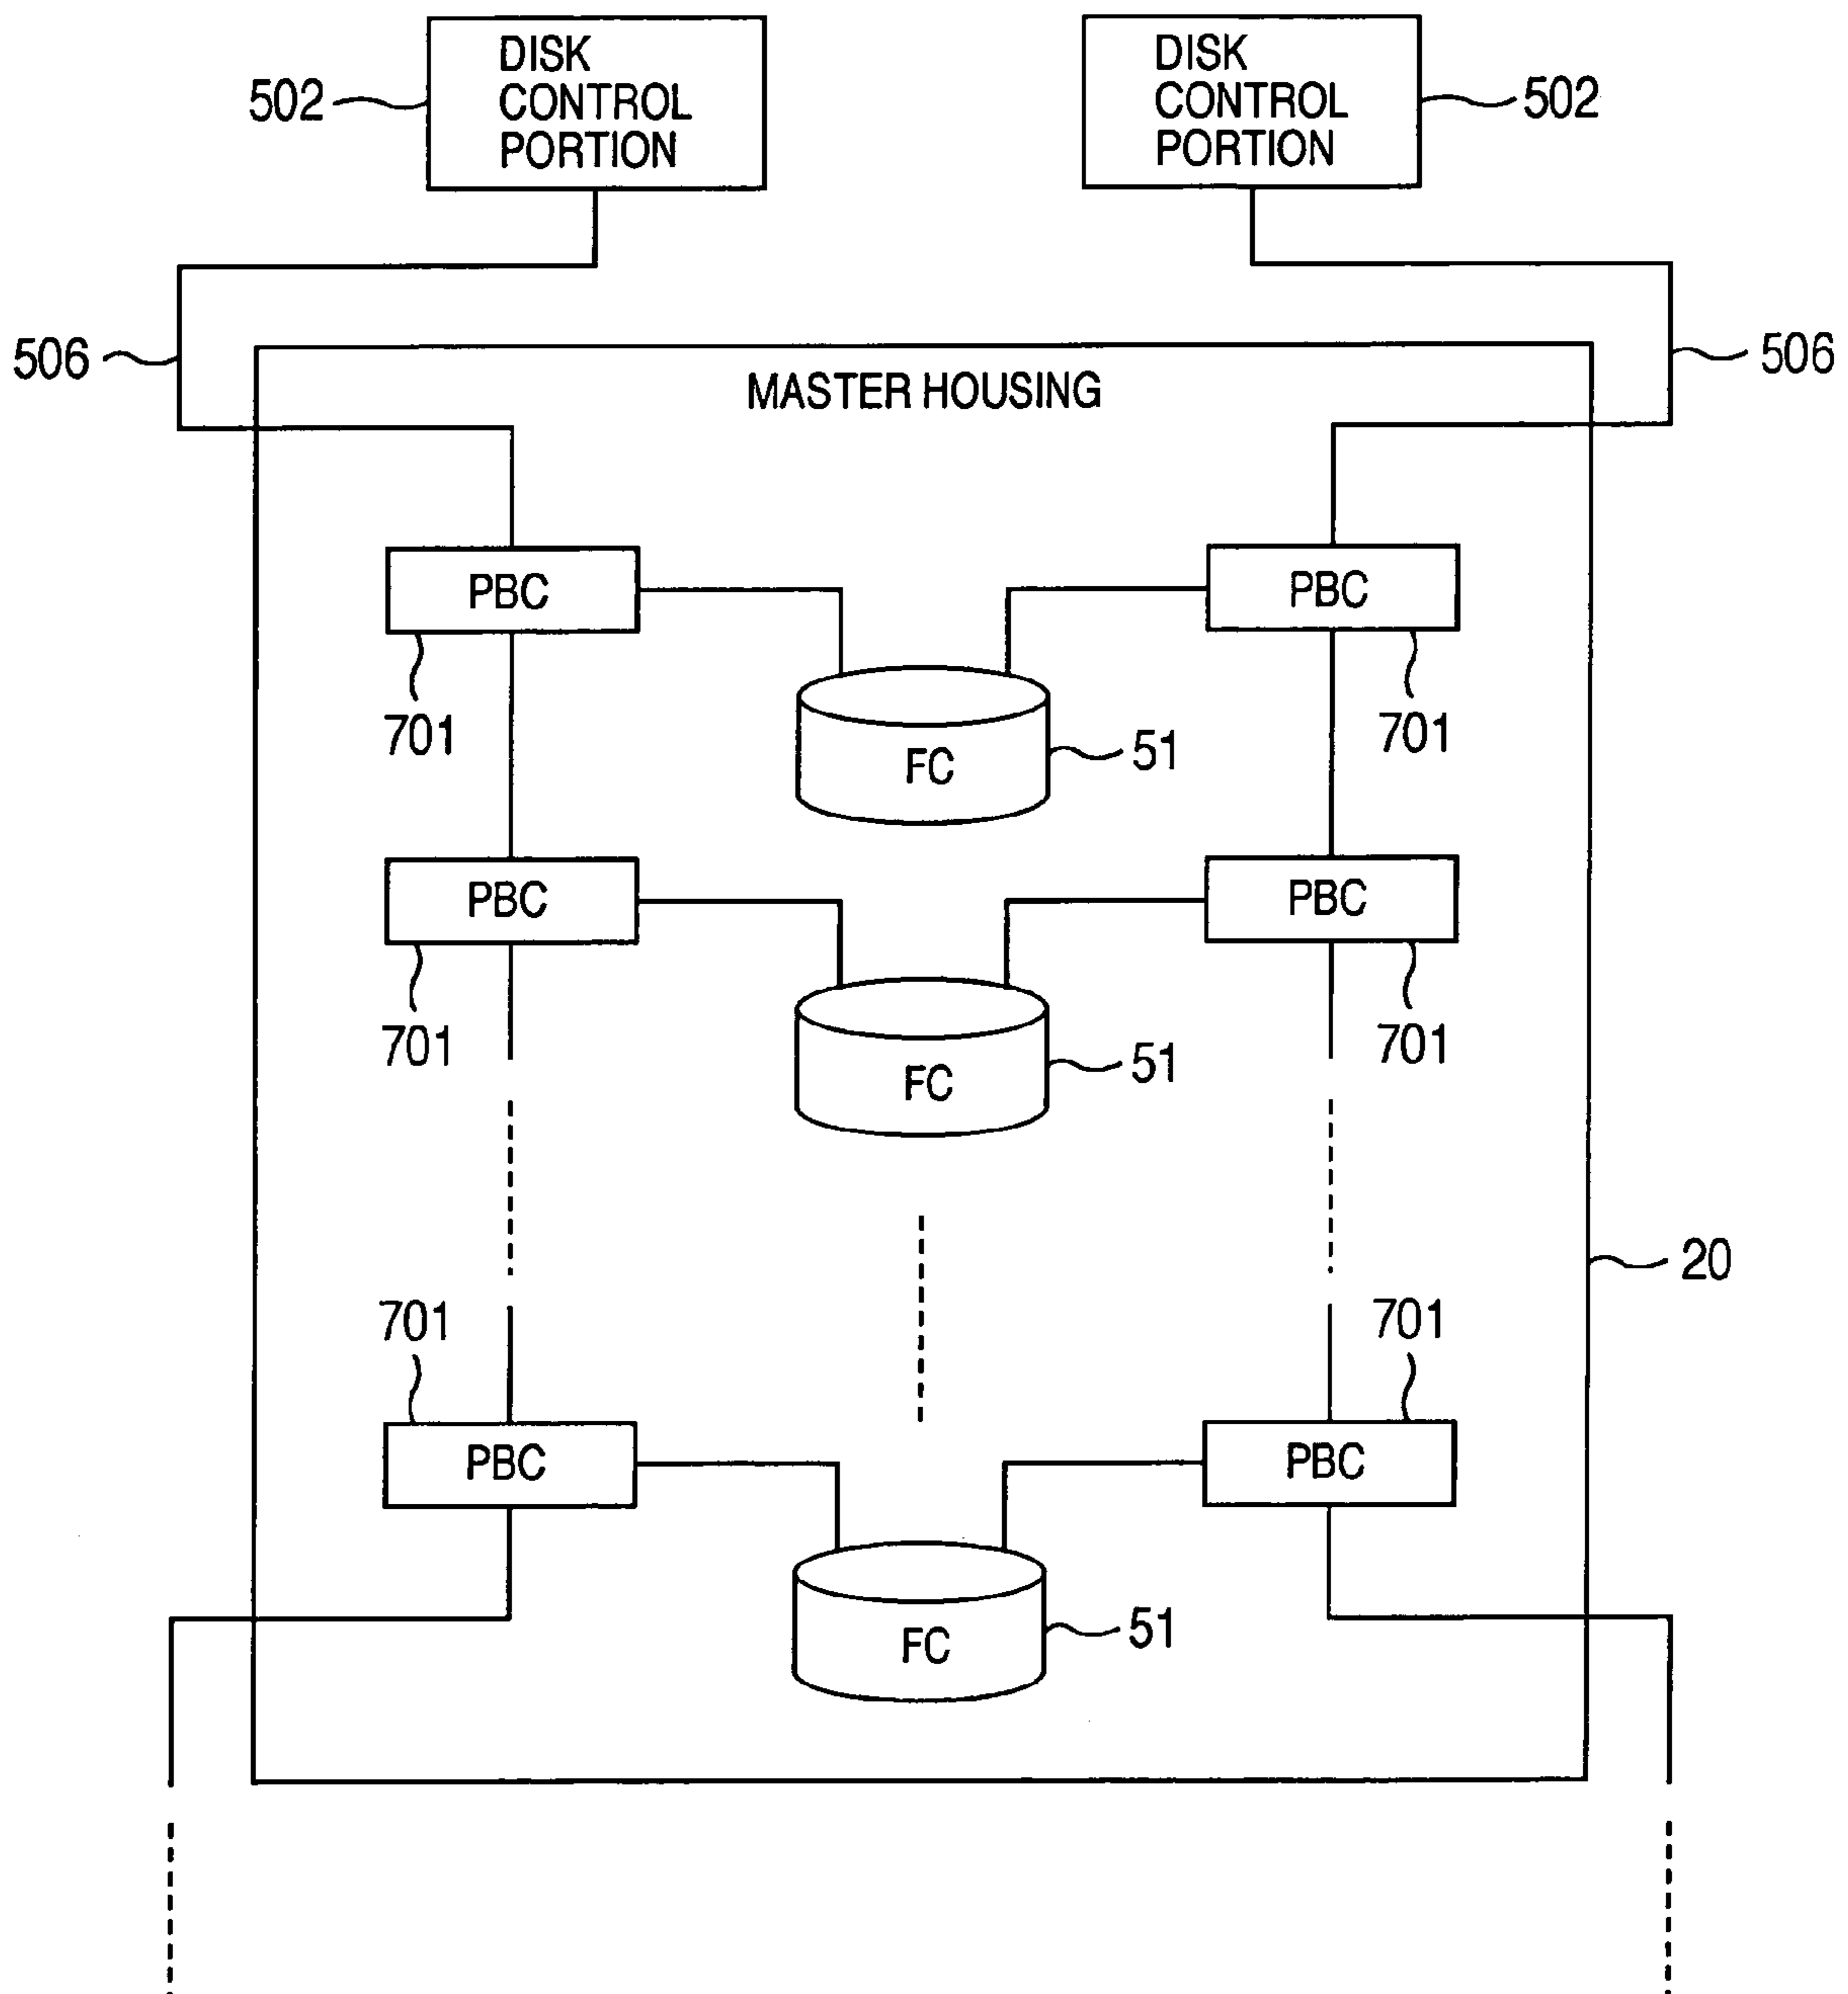 DISK
CONTROL
PORTION
502
DISK
CONTROL
PORTION
502
506
506
MASTER HOUSING
PBC
PBC
701
701
FC
51
PBC
PBC
701
701
FC
51
20
701
701
PBC
PBC
FC
51